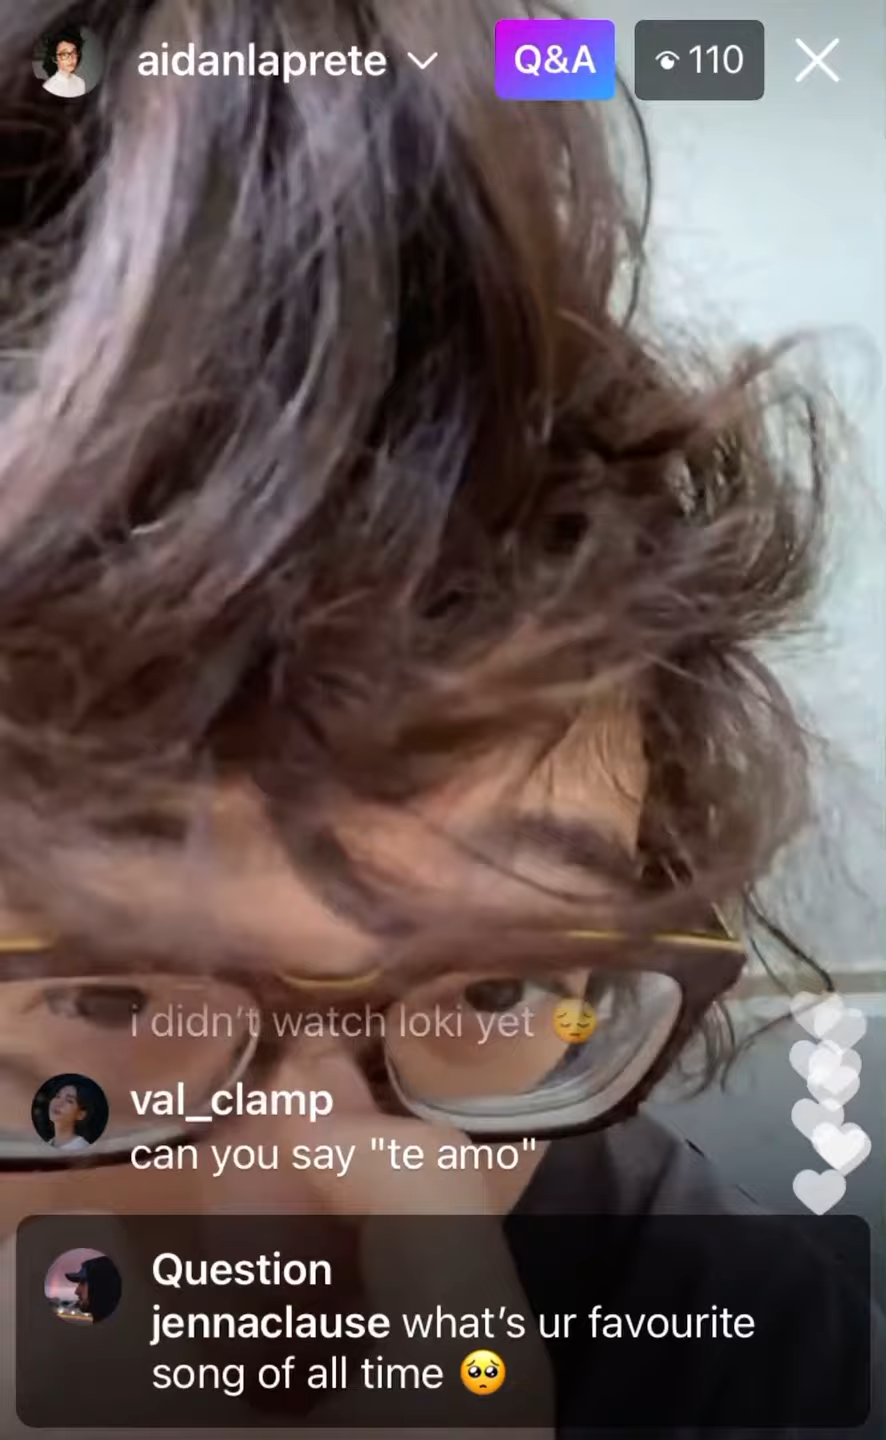 aidanlaprete
Q&A
110
i didn’t watch loki yet 😔
val_clamp
can you say "te amo"
Question
jennaclause what’s ur favourite
song of all time 🥺